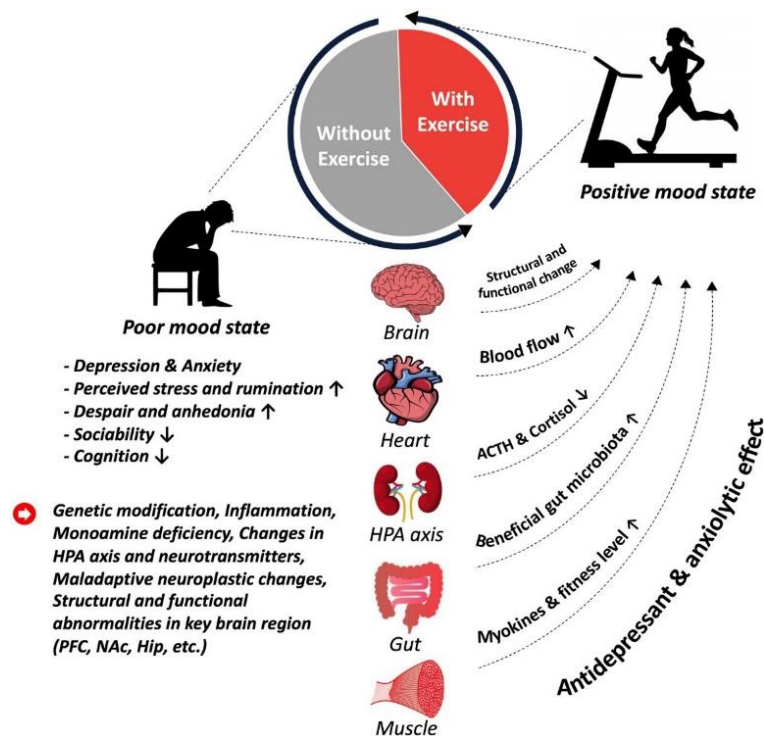 With
Exercise
Without
Exercise
Positive mood state
Poor mood state
- Depression & Anxiety
- Perceived stress and rumination ↑
- Despair and anhedonia ↑
- Sociability ↓
- Cognition ↓
Genetic modification, Inflammation,
Monoamine deficiency, Changes in
HPA axis and neurotransmitters,
Maladaptive neuroplastic changes,
Structural and functional
abnormalities in key brain region
(PFC, NAc, Hip, etc.)
Brain
Heart
HPA axis
Gut
Muscle
Structural and
functional change
Blood flow ↑
ACTH & Cortisol ↓
Beneficial gut microbiota ↑
Myokines & fitness level ↑
Antidepressant & anxiolytic effect